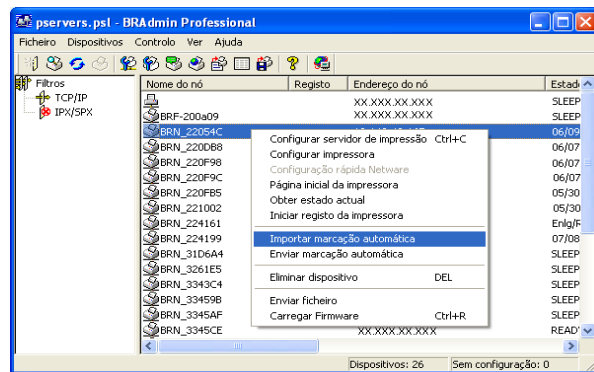 pservers.psl - BRAdmin Professional
Ficheiro Dispositivos Controlo Ver Ajuda
Filtros
TCP/IP
IPX/SPX
Nome do nó Registo Endereço do nó Estad
XX.XXX.XX.XXX SLEEP
BRF-200a09 XX.XXX.XX.XXX SLEEP
BRN_22054C 06/09
BRN_220DB8 06/07
BRN_220F98 06/07
BRN_220F9C 06/07
BRN_220FB5 05/30
BRN_221002 05/30
BRN_224161 Enlg/F
BRN_224199 07/08
BRN_31D6A4 SLEEP
BRN_3261E5 SLEEP
BRN_3343C4 SLEEP
BRN_33459B SLEEP
BRN_3345AF SLEEP
BRN_3345CE XX.XXX.XX.XXX READY
Configurar servidor de impressão Ctrl+C
Configurar impressora
Configuração rápida Netware
Página inicial da impressora
Obter estado actual
Iniciar registo da impressora
Importar marcação automática
Enviar marcação automática
Eliminar dispositivo DEL
Enviar ficheiro
Carregar Firmware Ctrl+R
Dispositivos: 26 Sem configuração: 0